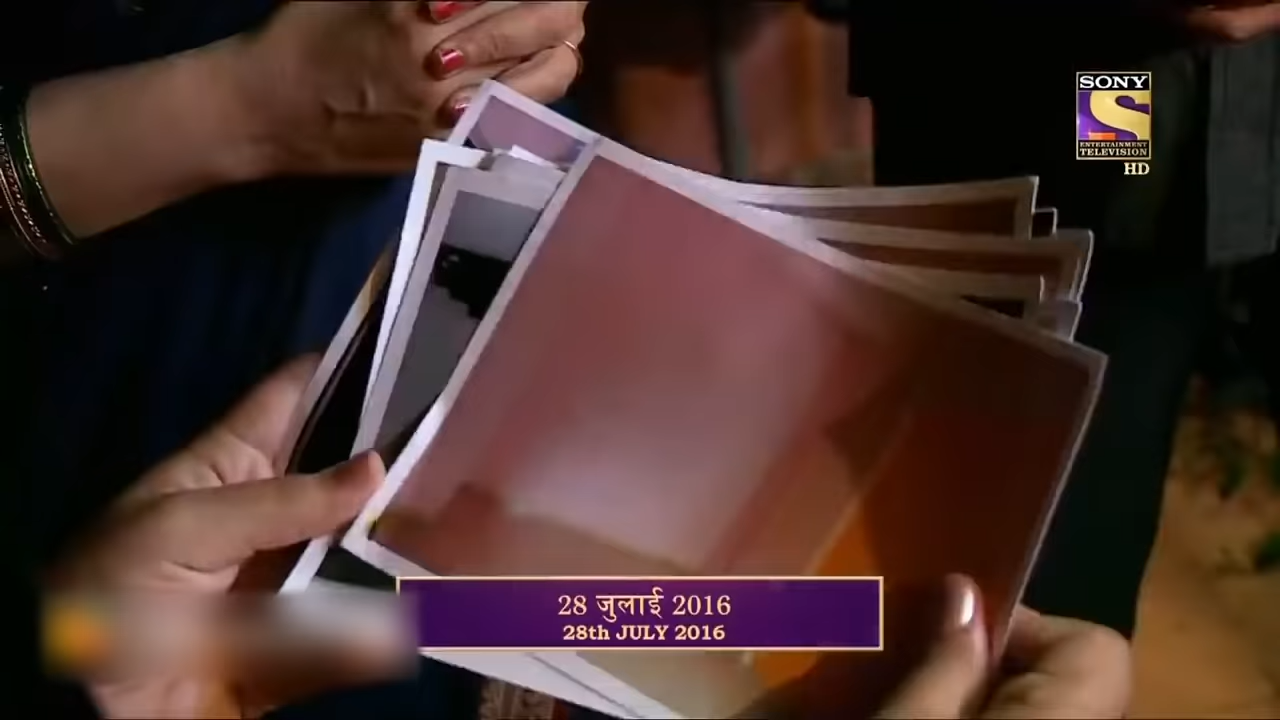 SONY
ENTERTAINMENT
TELEVISION
HD
28 जुलाई 2016
28th JULY 2016